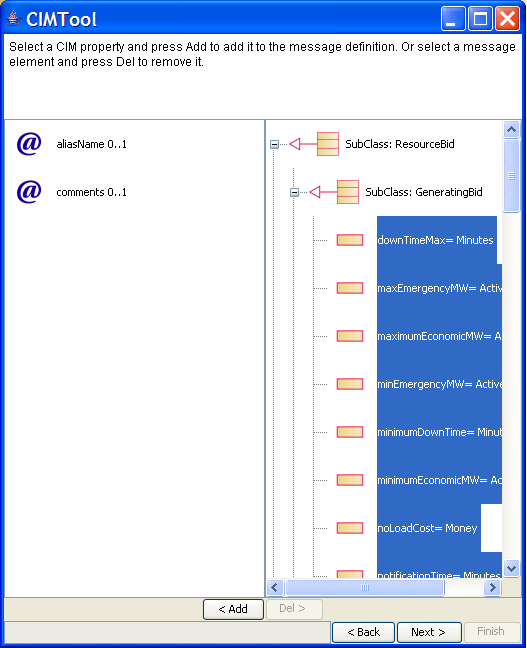 CIMTool
Select a CIM property and press Add to add it to the message definition. Or select a message
element and press Del to remove it.
@ aliasName 0..1
@ comments 0..1
SubClass: ResourceBid
SubClass: GeneratingBid
downTimeMax= Minutes
maxEmergencyMW= Active
maximumEconomicMW= A
minEmergencyMW= Active
minimumDownTime= Minut
minimumEconomicMW= Ac
noLoadCost= Money
notificationTime= Minutes
< Add
Del >
< Back
Next >
Finish